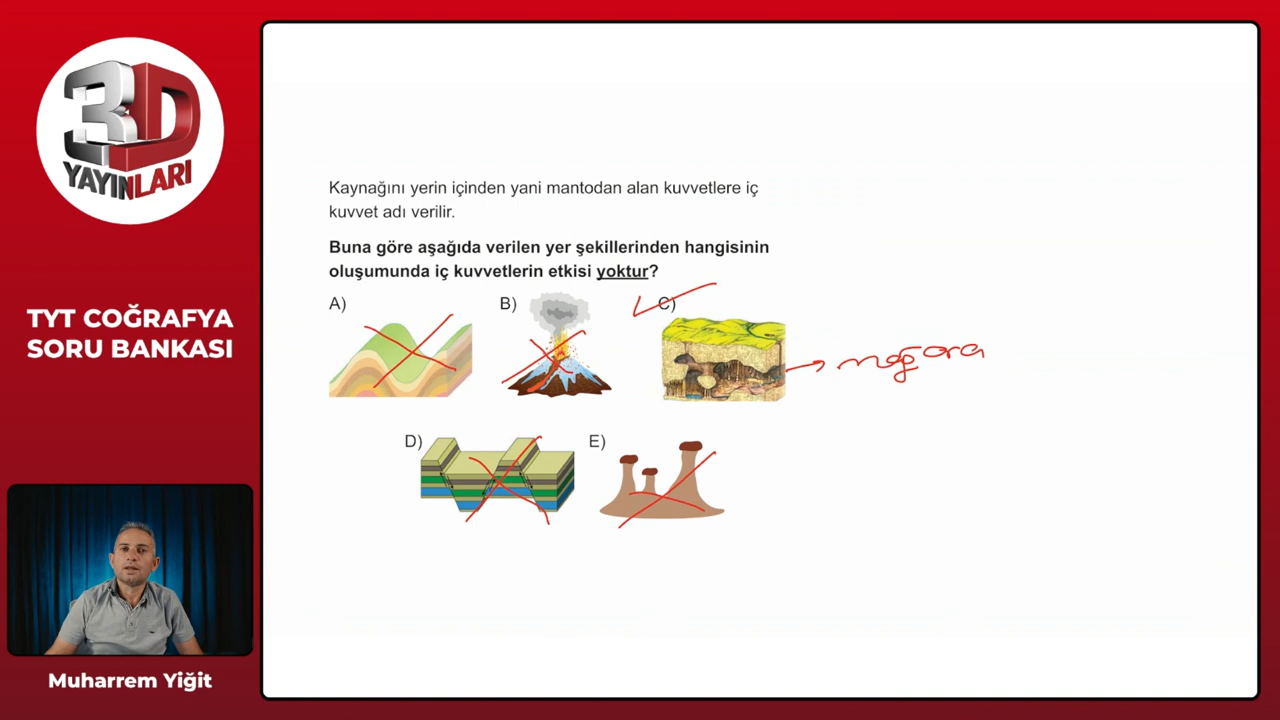 3D
YAYINLARI
TYT COĞRAFYA
SORU BANKASI
Muharrem Yiğit
Kaynağını yerin içinden yani mantodan alan kuvvetlere iç
kuvvet adı verilir.
Buna göre aşağıda verilen yer şekillerinden hangisinin
oluşumunda iç kuvvetlerin etkisi yoktur?
A)
B)
C)
mağara
D)
E)